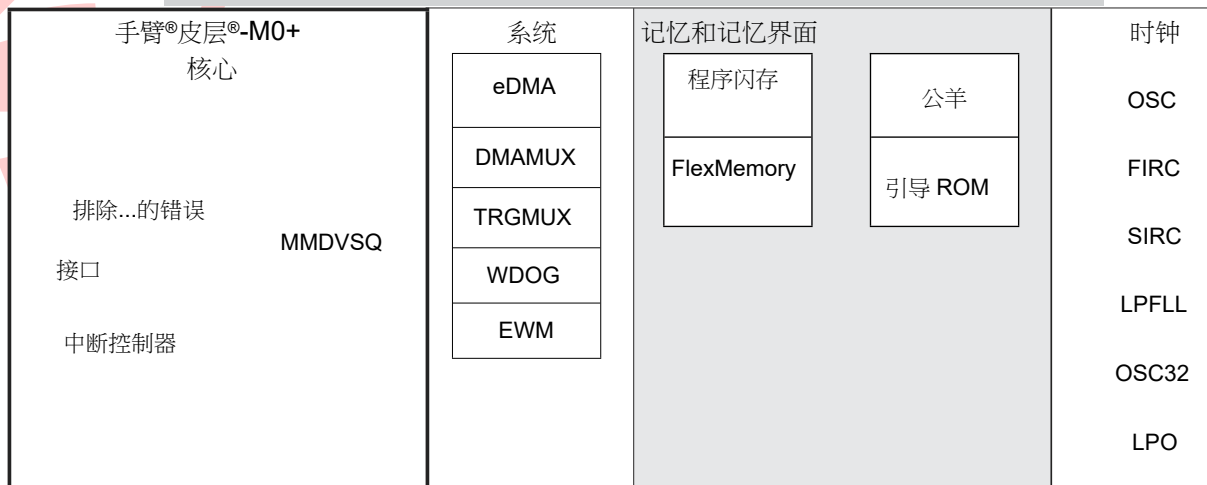 手臂®皮层®-M0+
核心
排除...的错误
MMDVSQ
接口
中断控制器
系统
eDMA
DMAMUX
TRGMUX
WDOG
EWM
记忆和记忆界面
程序闪存
FlexMemory
公羊
引导 ROM
时钟
OSC
FIRC
SIRC
LPFLL
OSC32
LPO